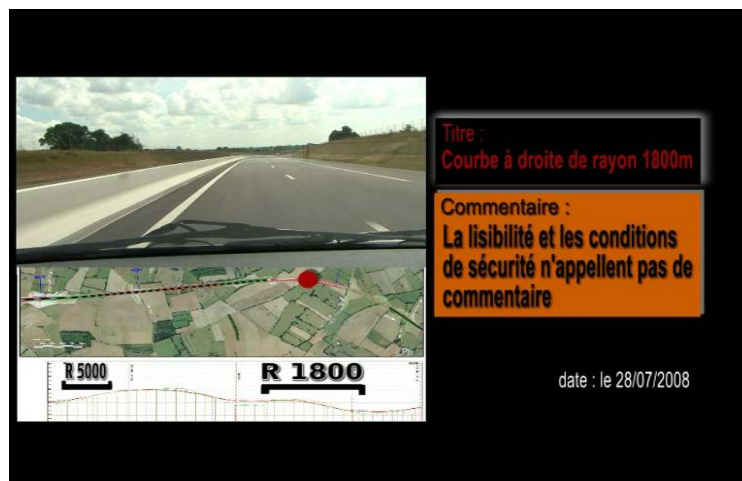 Titre :
Courbe à droite de rayon 1800m
Commentaire :
La lisibilité et les conditions
de sécurité n'appellent pas de
commentaire
R 5000
R 1800
date : le 28/07/2008